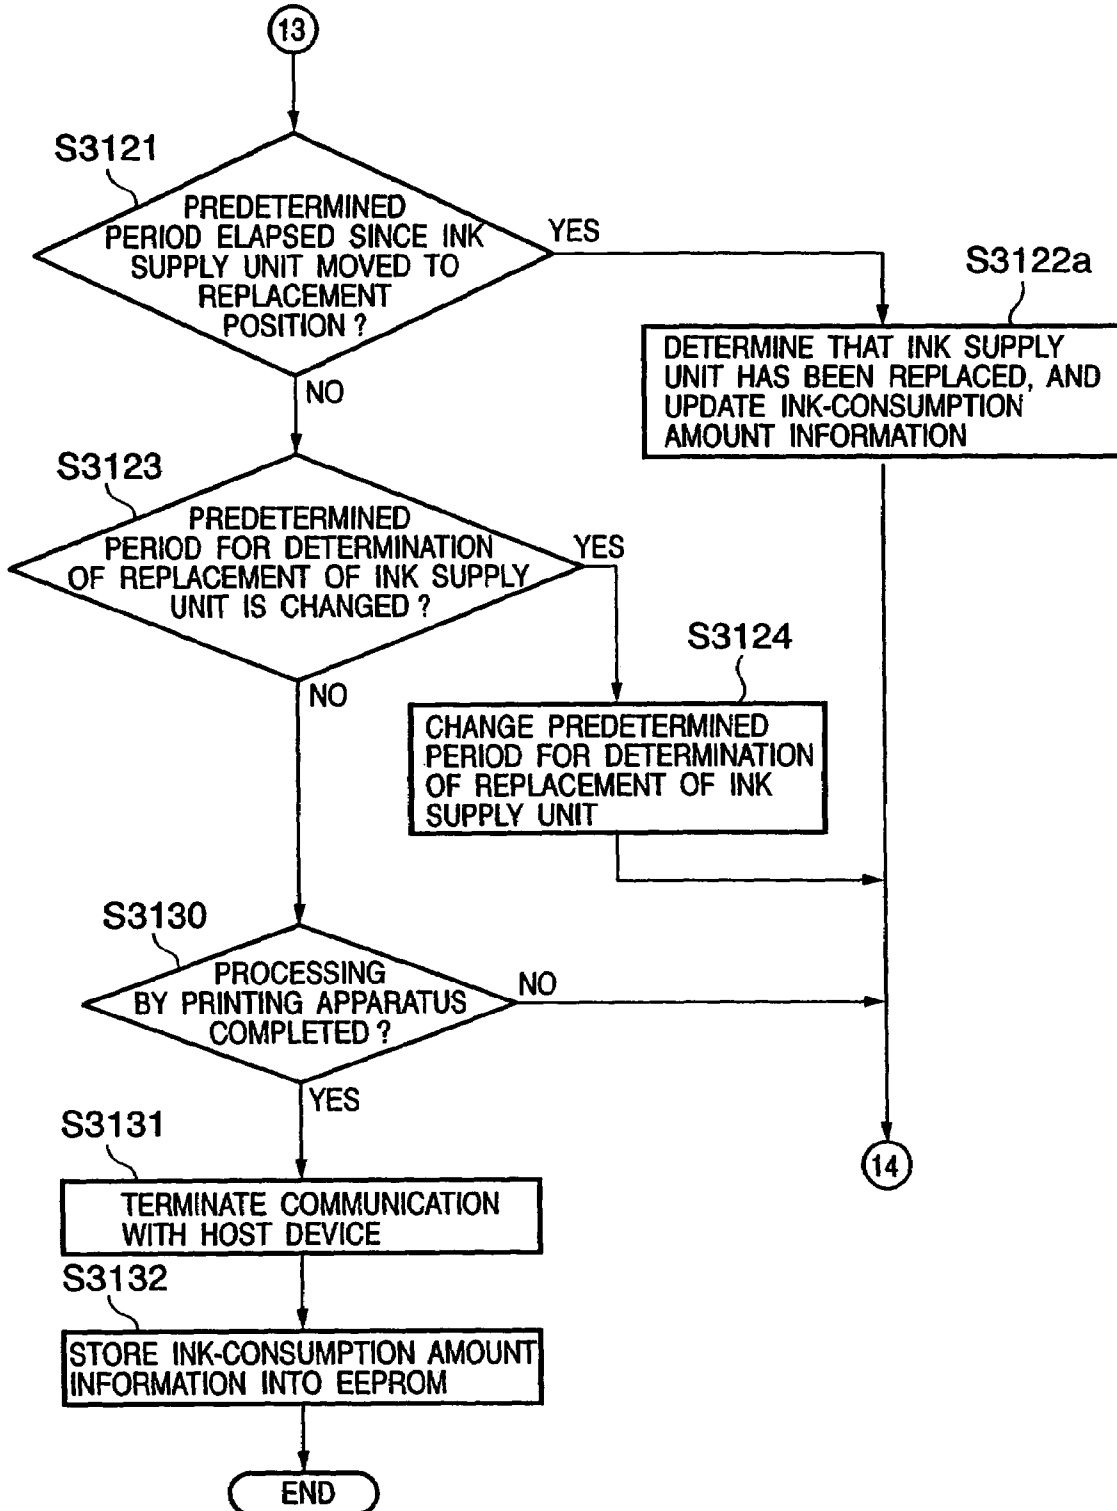 13
S3121
PREDETERMINED
PERIOD ELAPSED SINCE INK
SUPPLY UNIT MOVED TO
REPLACEMENT
POSITION ?
YES
NO
S3122a
DETERMINE THAT INK SUPPLY
UNIT HAS BEEN REPLACED, AND
UPDATE INK-CONSUMPTION
AMOUNT INFORMATION
S3123
PREDETERMINED
PERIOD FOR DETERMINATION
OF REPLACEMENT OF INK SUPPLY
UNIT IS CHANGED ?
YES
NO
S3124
CHANGE PREDETERMINED
PERIOD FOR DETERMINATION
OF REPLACEMENT OF INK
SUPPLY UNIT
S3130
PROCESSING
BY PRINTING APPARATUS
COMPLETED ?
NO
YES
14
S3131
TERMINATE COMMUNICATION
WITH HOST DEVICE
S3132
STORE INK-CONSUMPTION AMOUNT
INFORMATION INTO EEPROM
END